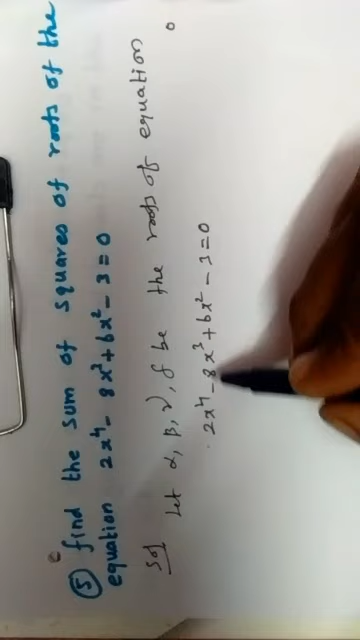 ⑤ find the sum of squares of roots of the
equation 2x⁴- 8x³+6x²-3=0
Sol Let α, β, γ, δ be the roots of equation
2x⁴-8x³+6x²-3=0